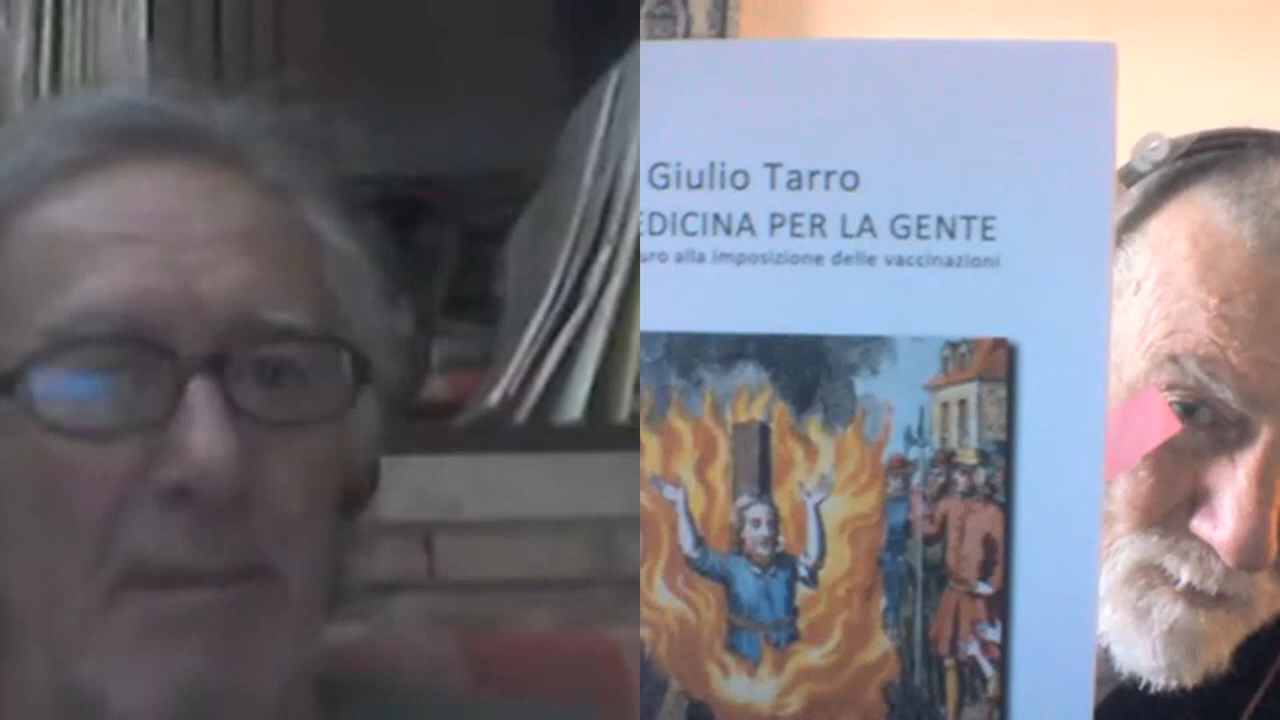 Giulio Tarro
EDICINA PER LA GENTE
uro alla imposizione delle vaccinazioni